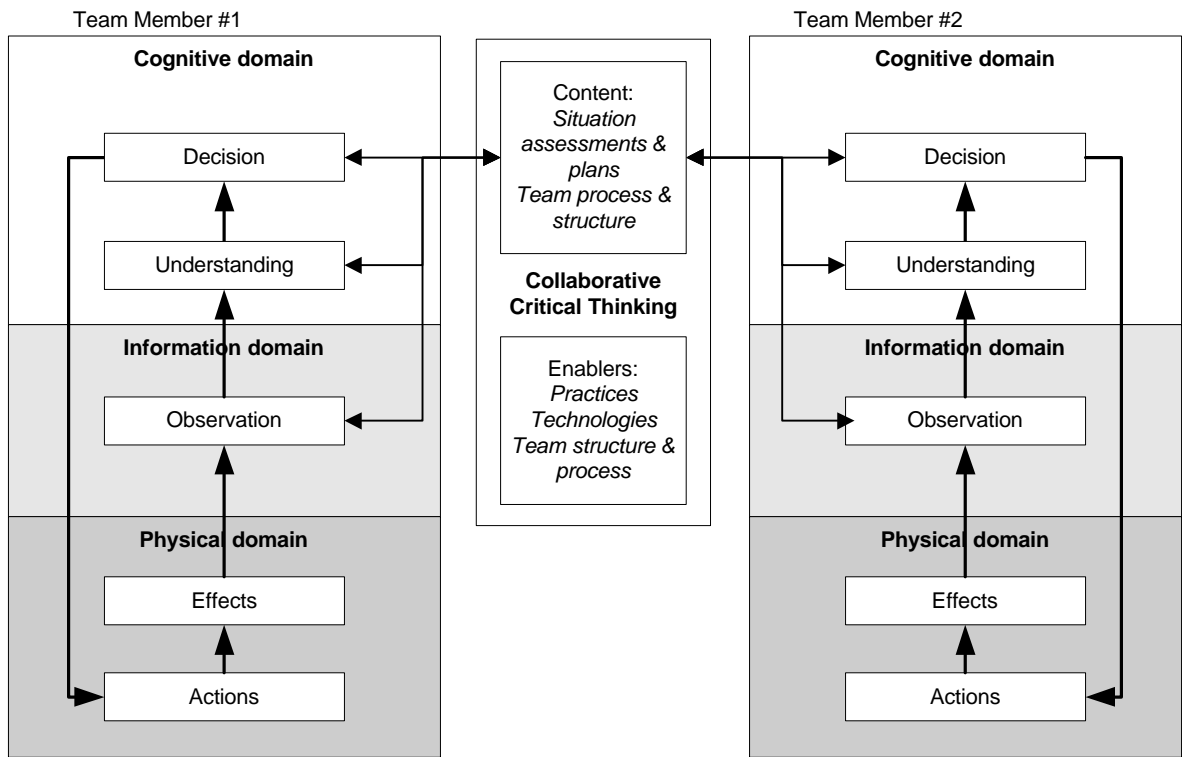 Team Member #1
Cognitive domain
Decision
Understanding
Information domain
Observation
Physical domain
Effects
Actions
Content:
Situation
assessments &
plans
Team process &
structure
Collaborative
Critical Thinking
Enablers:
Practices
Technologies
Team structure &
process
Team Member #2
Cognitive domain
Decision
Understanding
Information domain
Observation
Physical domain
Effects
Actions